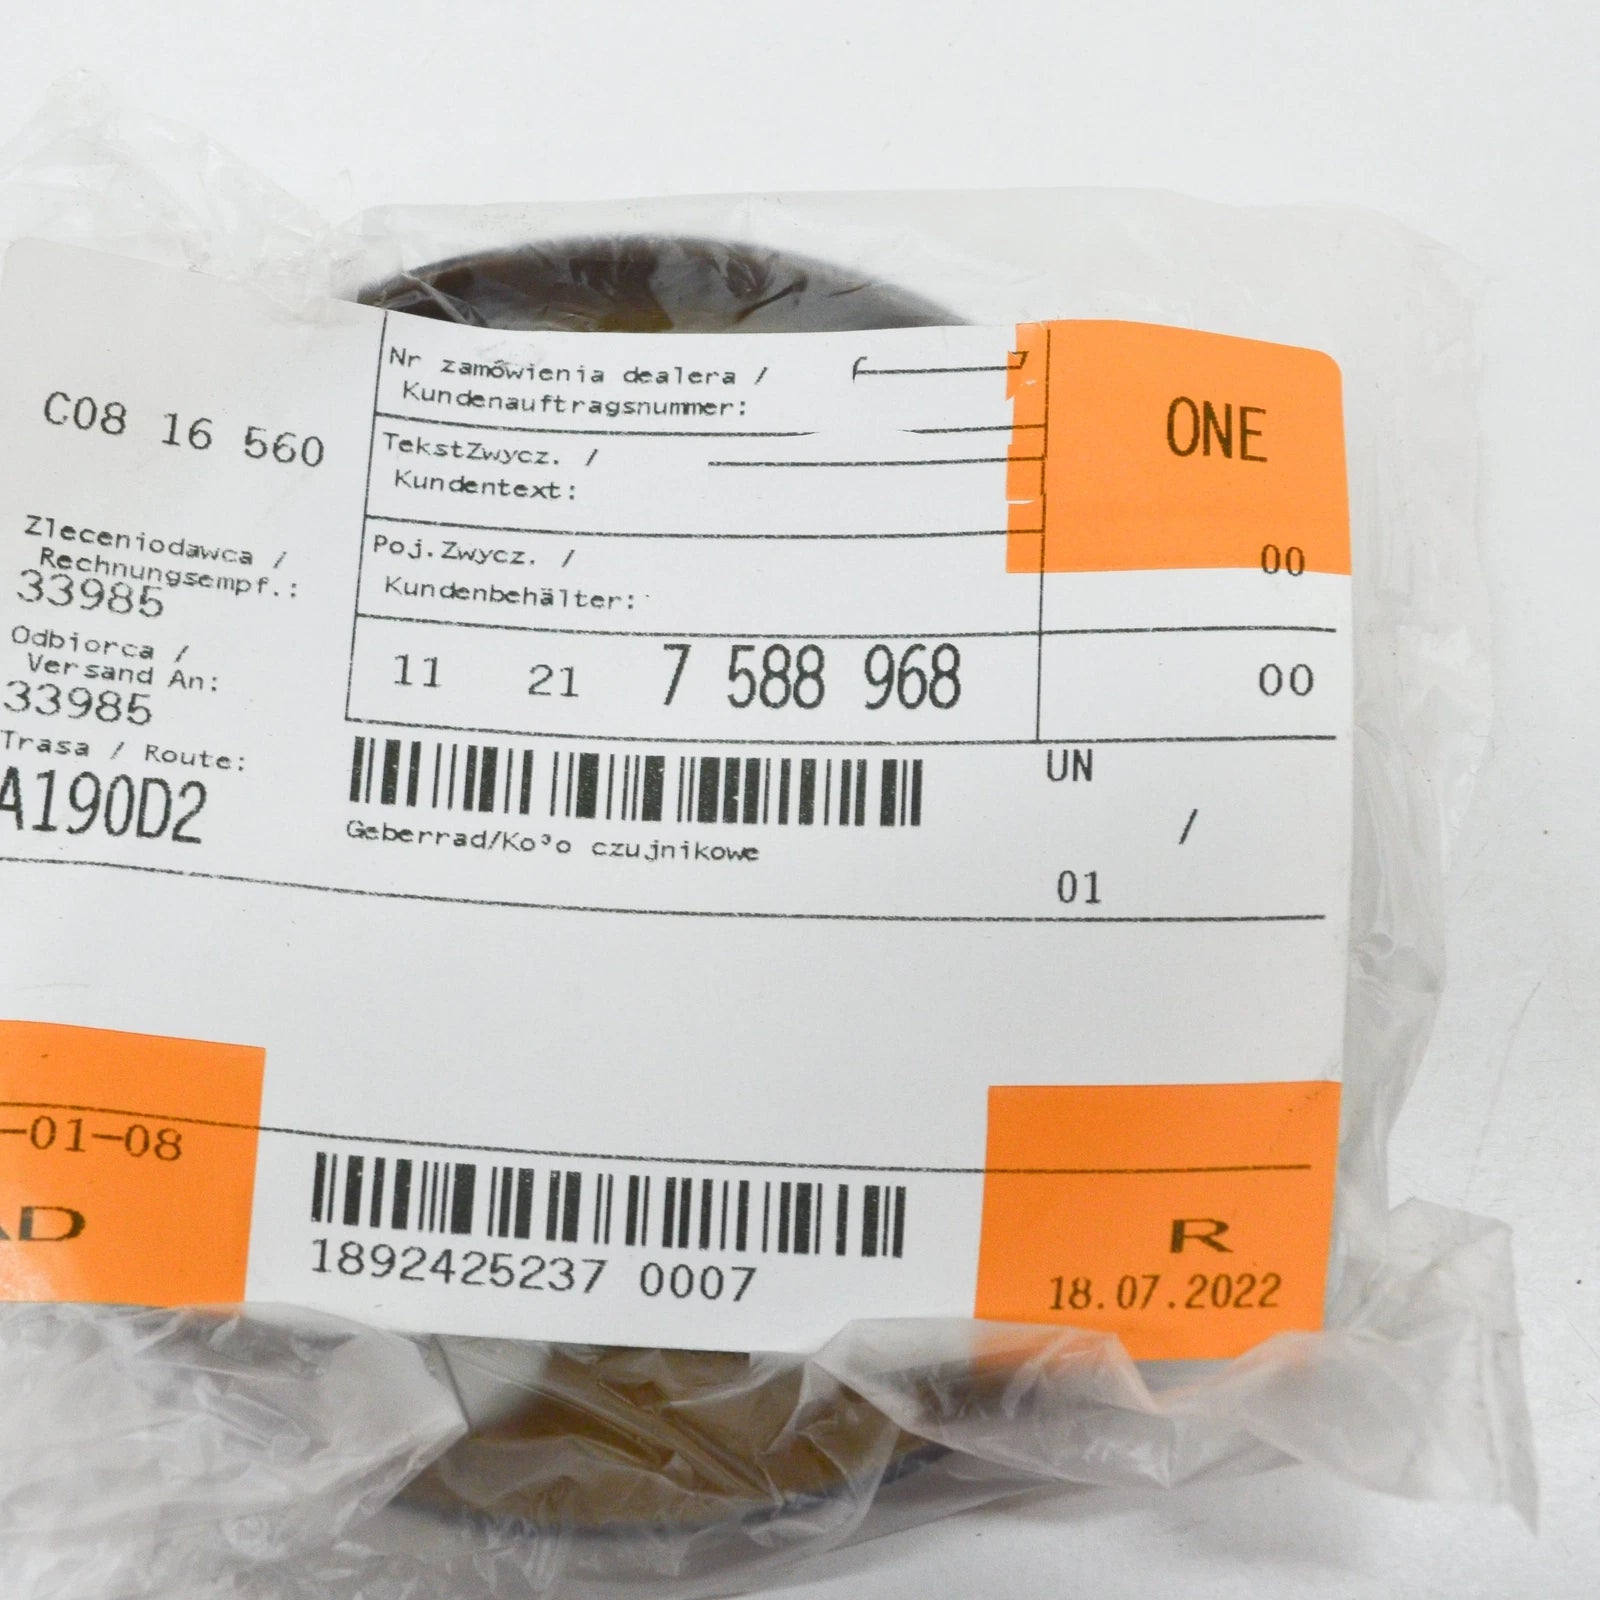 C08 16 560
Zleceniodawca /
Rechnungsempf.:
33985
Odbiorca /
Versand An:
33985
Trasa / Route:
A190D2
Nr zamówienia dealera /
Kundenauftragsnummer:
TekstZwycz. /
Kundentext:
Poj.Zwycz. /
Kundenbehälter:
ONE
00
11 21 7 588 968
00
Geberrad/Ko³o czujnikowe
UN
/
01
-01-08
AD
1892425237 0007
R
18.07.2022